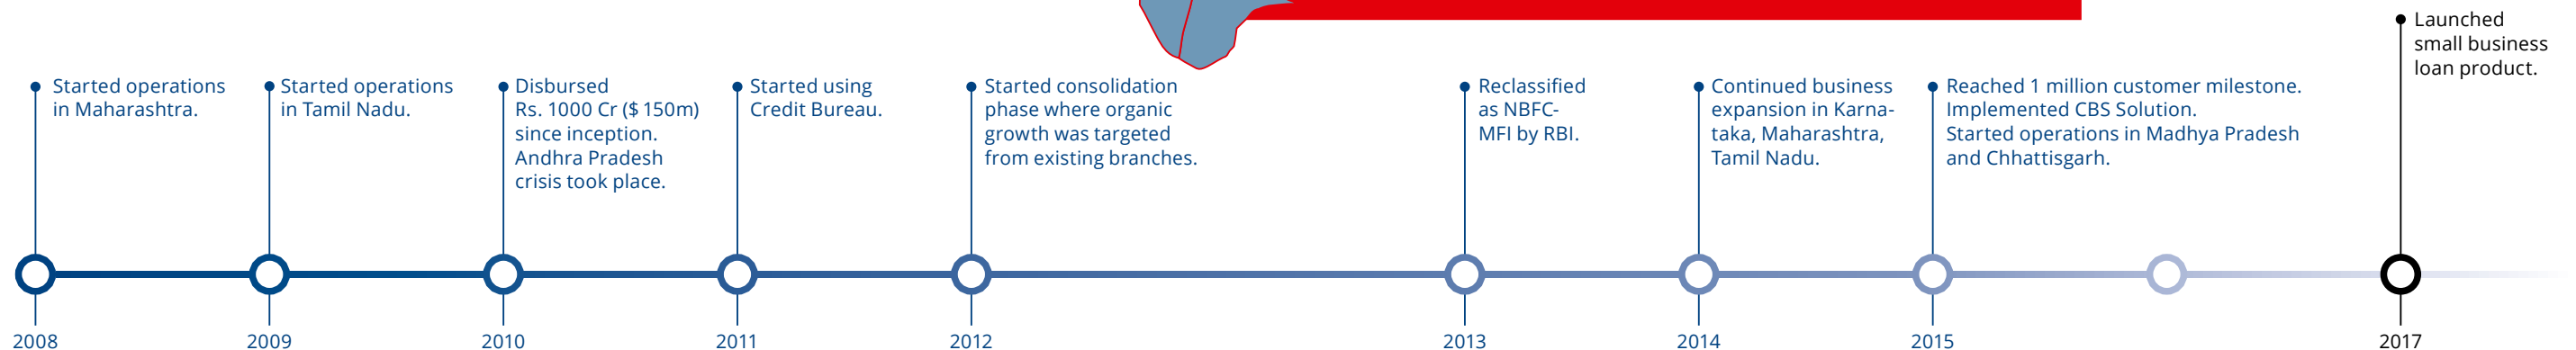 Started operations
in Maharashtra.
Started operations
in Tamil Nadu.
Disbursed
Rs. 1000 Cr ($ 150m)
since inception.
Andhra Pradesh
crisis took place.
Started using
Credit Bureau.
Started consolidation
phase where organic
growth was targeted
from existing branches.
Reclassified
as NBFC-
MFI by RBI.
Continued business
expansion in Karna-
taka, Maharashtra,
Tamil Nadu.
Reached 1 million customer milestone.
Implemented CBS Solution.
Started operations in Madhya Pradesh
and Chhattisgarh.
Launched
small business
loan product.
2008
2009
2010
2011
2012
2013
2014
2015
2017